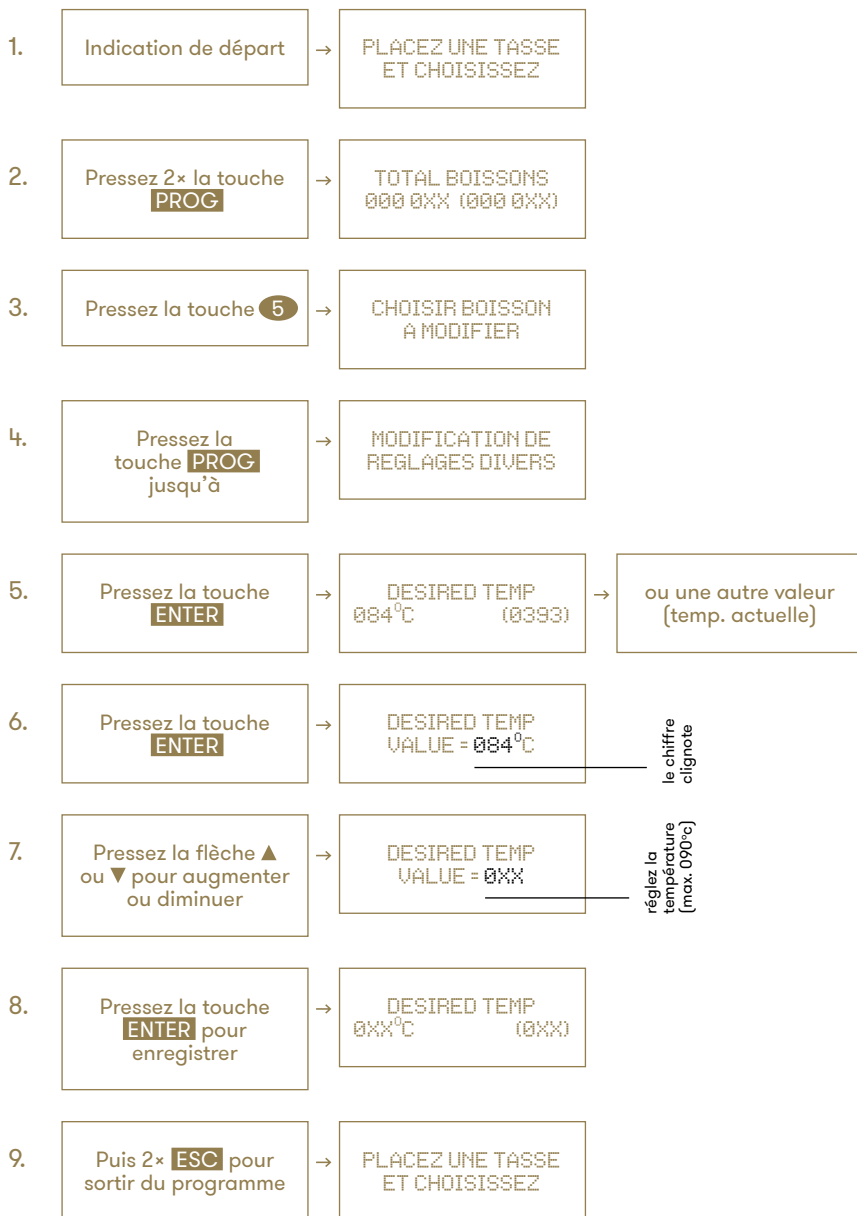 1.
Indication de départ
→
PLACEZ UNE TASSE
ET CHOISISSEZ
2.
Pressez 2× la touche
PROG
→
TOTAL BOISSONS
000 0XX (000 0XX)
3.
Pressez la touche 5
→
CHOISIR BOISSON
A MODIFIER
4.
Pressez la
touche PROG
jusqu'à
→
MODIFICATION DE
REGLAGES DIVERS
5.
Pressez la touche
ENTER
→
DESIRED TEMP
084°C (0393)
→
ou une autre valeur
(temp. actuelle)
6.
Pressez la touche
ENTER
→
DESIRED TEMP
VALUE = 084°C
le chiffre
clignote
7.
Pressez la flèche ▲
ou ▼ pour augmenter
ou diminuer
→
DESIRED TEMP
VALUE = 0XX
réglez la
température
(max. 090°c)
8.
Pressez la touche
ENTER pour
enregistrer
→
DESIRED TEMP
0XX°C (0XX)
9.
Puis 2× ESC pour
sortir du programme
→
PLACEZ UNE TASSE
ET CHOISISSEZ